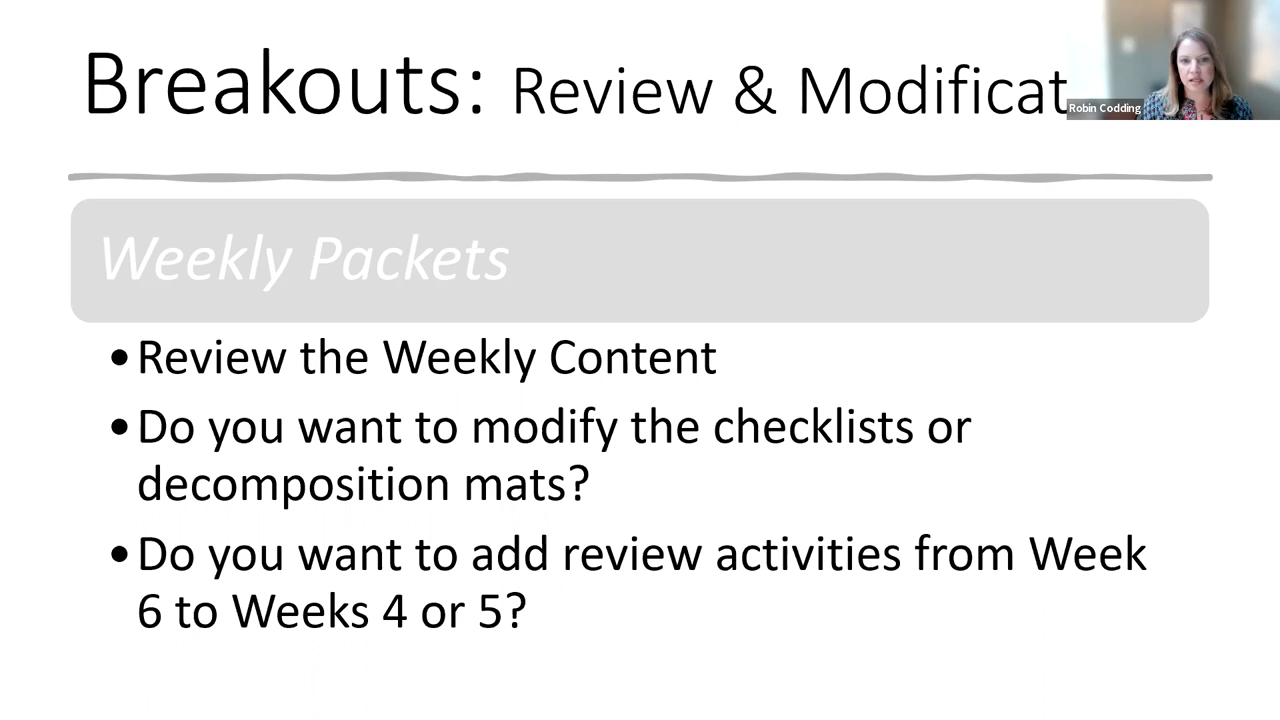 Breakouts: Review & Modificat
Robin Codding
Weekly Packets
•Review the Weekly Content
•Do you want to modify the checklists or
decomposition mats?
•Do you want to add review activities from Week
6 to Weeks 4 or 5?